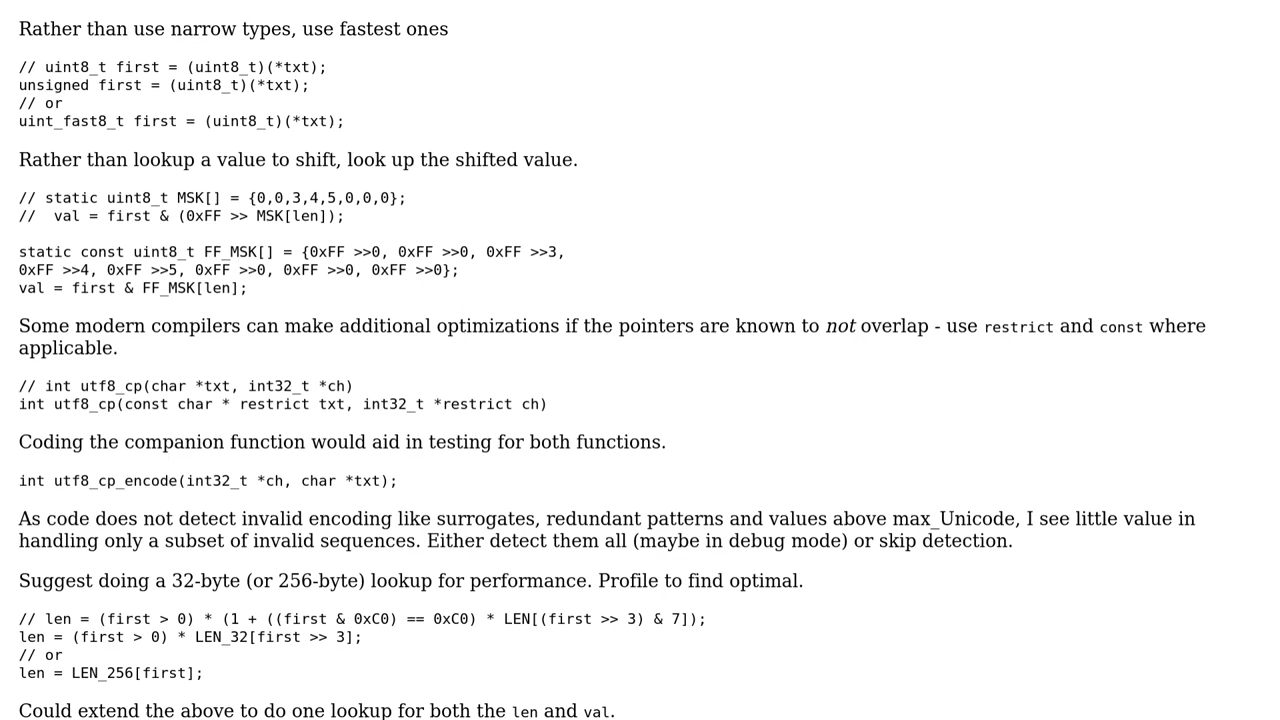 Rather than use narrow types, use fastest ones
// uint8_t first = (uint8_t)(*txt);
unsigned first = (uint8_t)(*txt);
// or
uint_fast8_t first = (uint8_t)(*txt);
Rather than lookup a value to shift, look up the shifted value.
// static uint8_t MSK[] = {0,0,3,4,5,0,0,0};
//  val = first & (0xFF >> MSK[len]);
static const uint8_t FF_MSK[] = {0xFF >>0, 0xFF >>0, 0xFF >>3,
0xFF >>4, 0xFF >>5, 0xFF >>0, 0xFF >>0, 0xFF >>0};
val = first & FF_MSK[len];
Some modern compilers can make additional optimizations if the pointers are known to not overlap - use restrict and const where
applicable.
// int utf8_cp(char *txt, int32_t *ch)
int utf8_cp(const char * restrict txt, int32_t *restrict ch)
Coding the companion function would aid in testing for both functions.
int utf8_cp_encode(int32_t *ch, char *txt);
As code does not detect invalid encoding like surrogates, redundant patterns and values above max_Unicode, I see little value in
handling only a subset of invalid sequences. Either detect them all (maybe in debug mode) or skip detection.
Suggest doing a 32-byte (or 256-byte) lookup for performance. Profile to find optimal.
// len = (first > 0) * (1 + ((first & 0xC0) == 0xC0) * LEN[(first >> 3) & 7]);
len = (first > 0) * LEN_32[first >> 3];
// or
len = LEN_256[first];
Could extend the above to do one lookup for both the len and val.